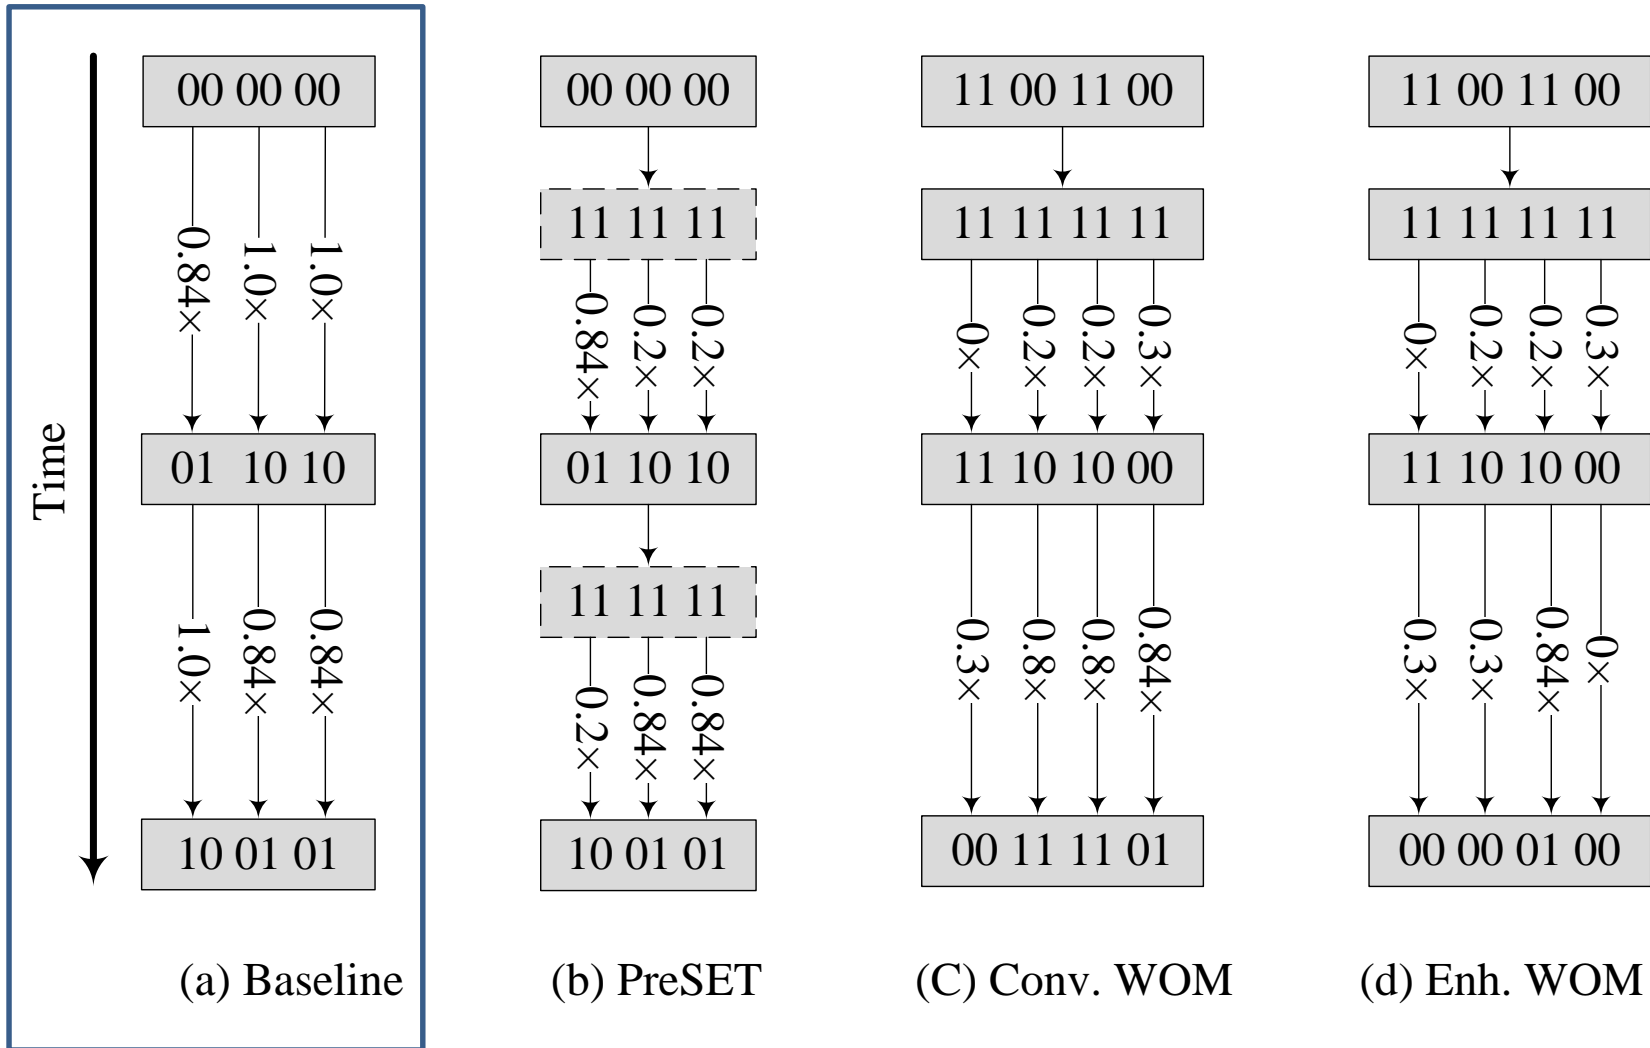 Time
00 00 00
0.84×
1.0×
1.0×
01 10 10
1.0×
0.84×
0.84×
10 01 01
(a) Baseline
00 00 00
11 11 11
0.84×
0.2×
0.2×
01 10 10
11 11 11
0.2×
0.84×
0.84×
10 01 01
(b) PreSET
11 00 11 00
11 11 11 11
0×
0.2×
0.2×
0.3×
11 10 10 00
0.3×
0.8×
0.8×
0.84×
00 11 11 01
(C) Conv. WOM
11 00 11 00
11 11 11 11
0×
0.2×
0.2×
0.3×
11 10 10 00
0.3×
0.3×
0.84×
0×
00 00 01 00
(d) Enh. WOM